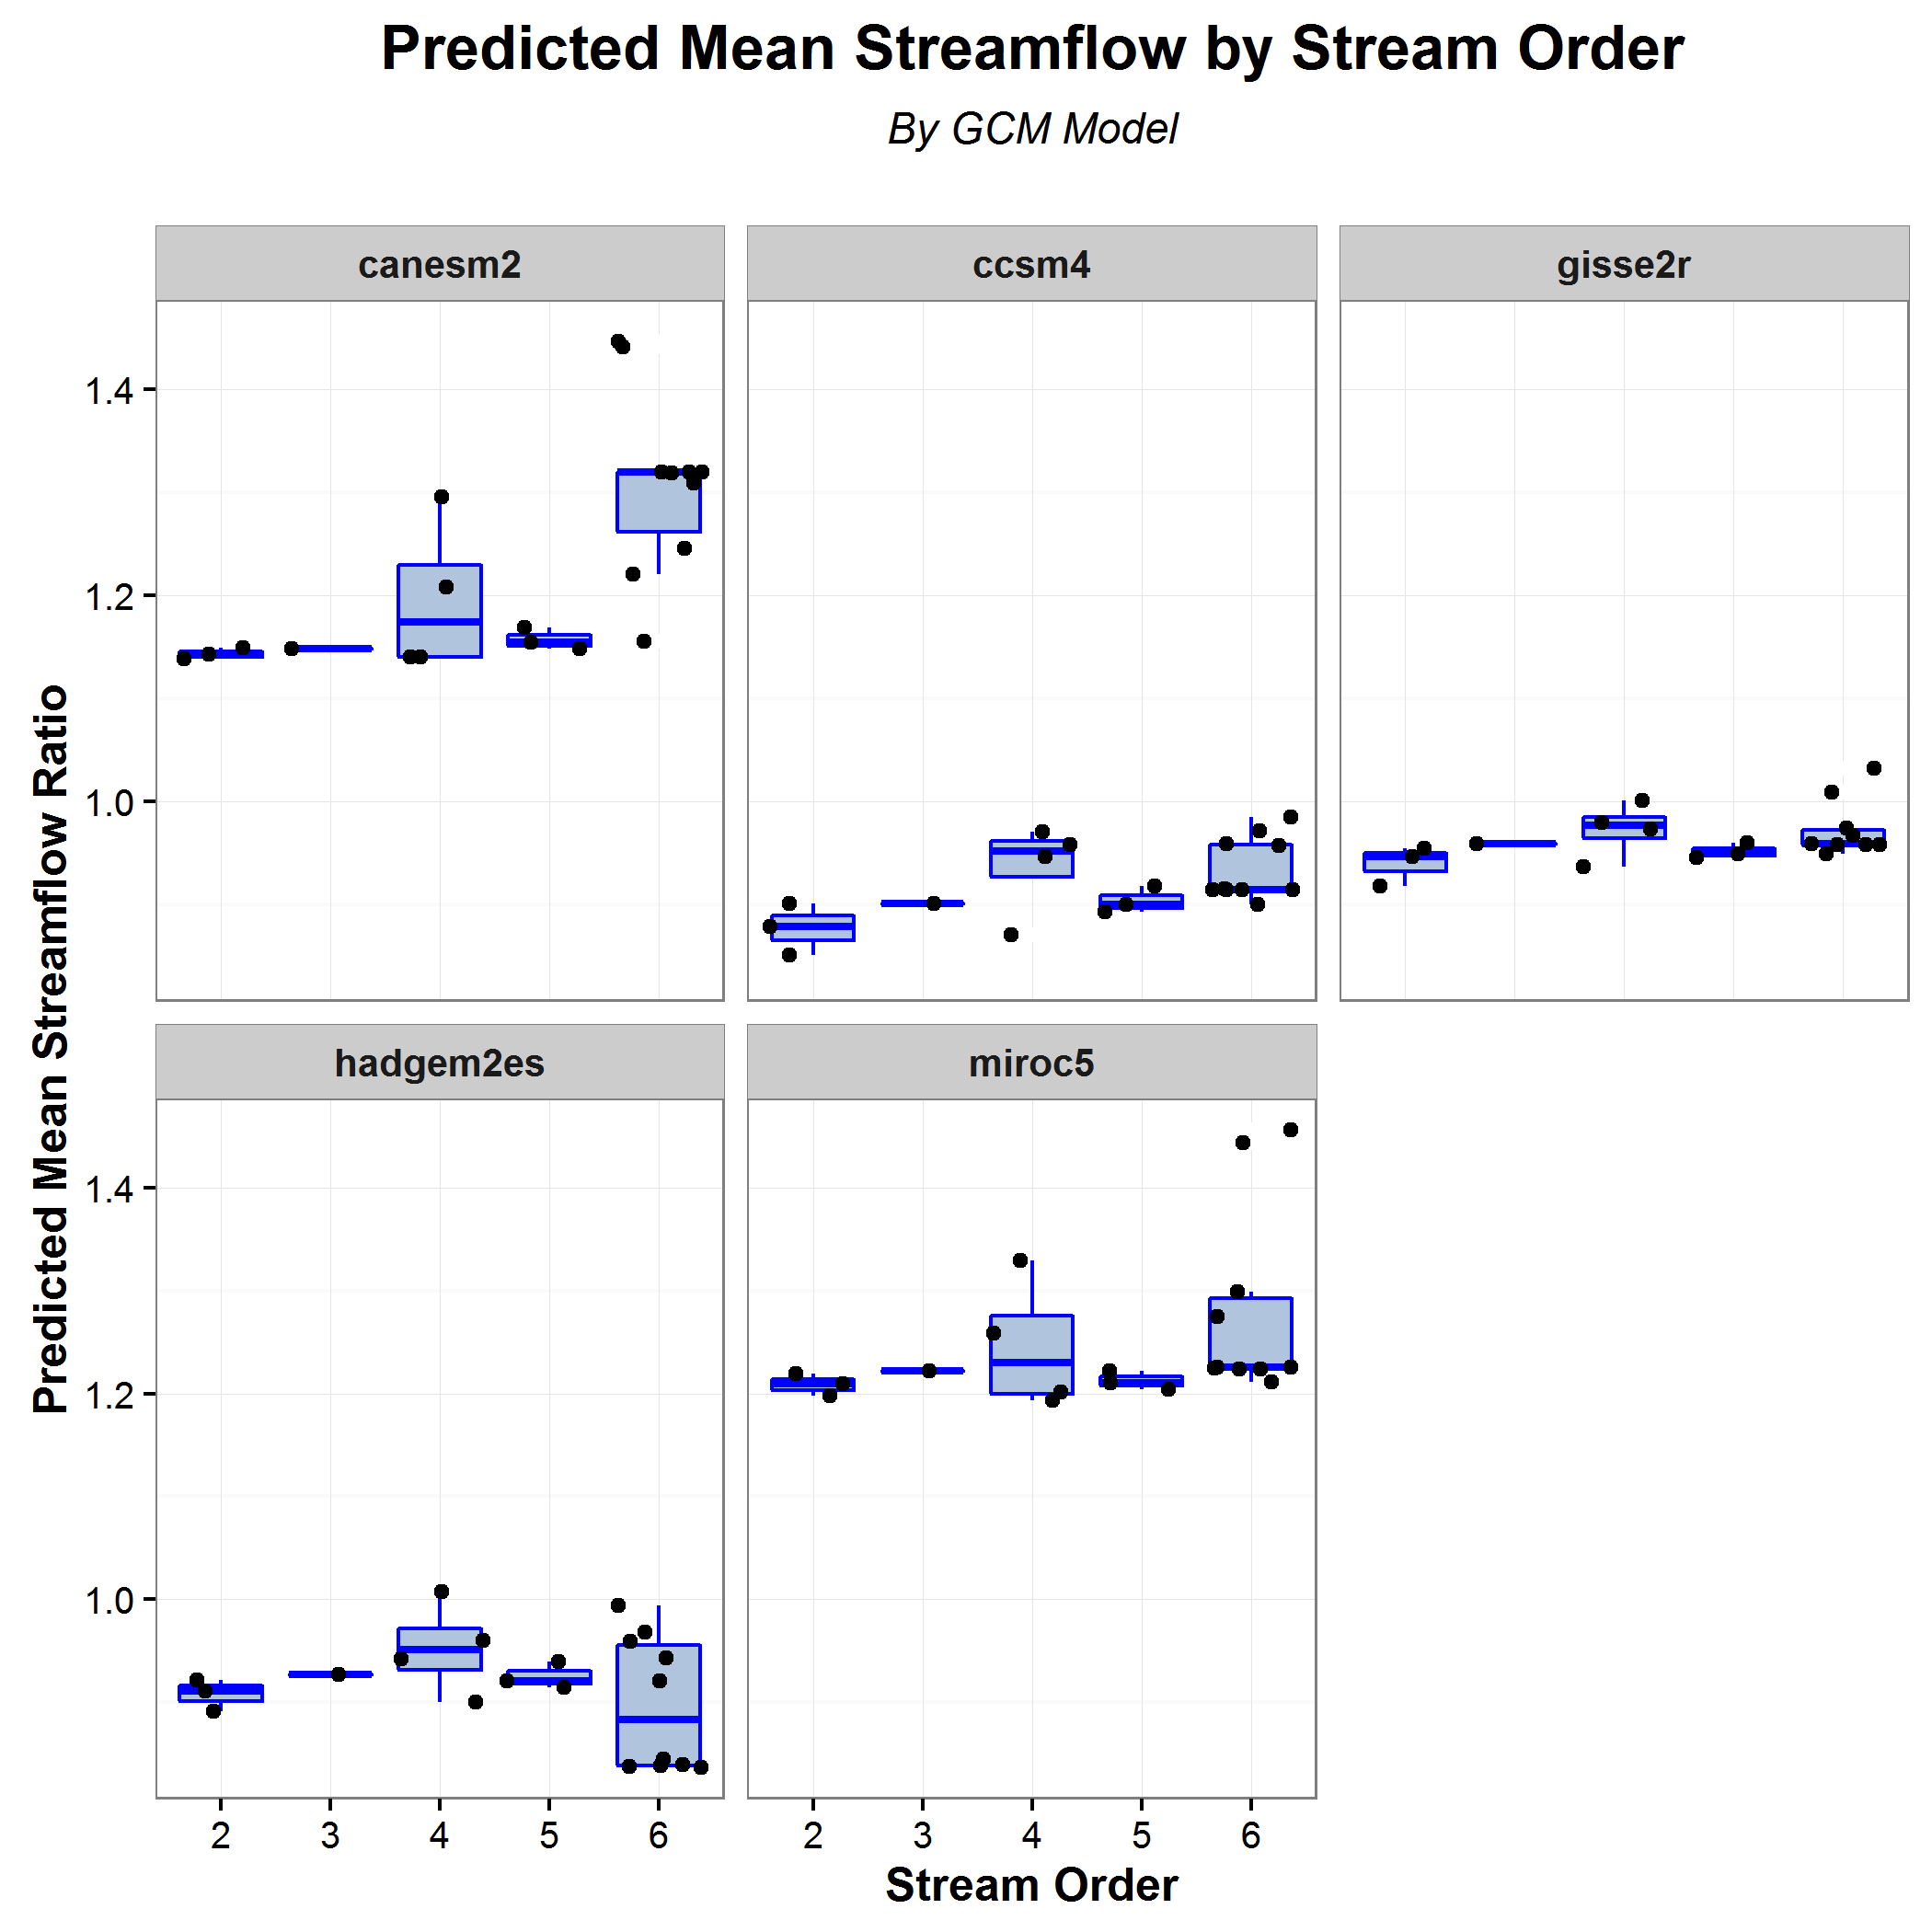 Predicted Mean Streamflow by Stream Order
By GCM Model
canesm2
ccsm4
gisse2r
1.4
1.2
1.0
Predicted Mean Streamflow Ratio
hadgem2es
miroc5
1.4
1.2
1.0
2 3 4 5 6
2 3 4 5 6
Stream Order